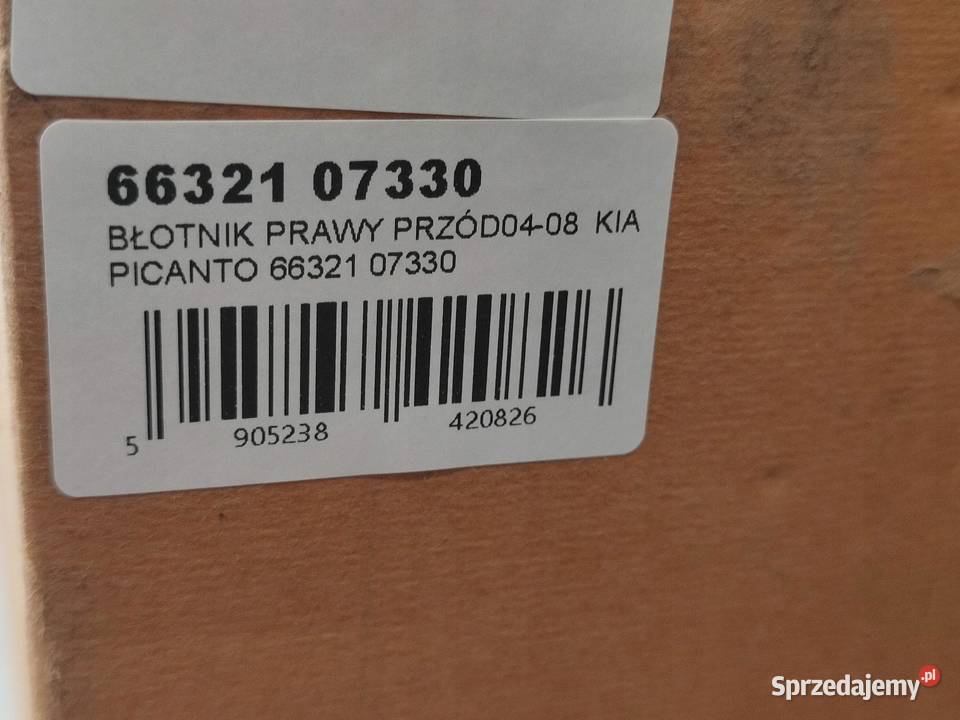 66321 07330
BŁOTNIK PRAWY PRZÓD04-08 KIA
PICANTO 66321 07330
5 905238 420826
Sprzedajemy.pl